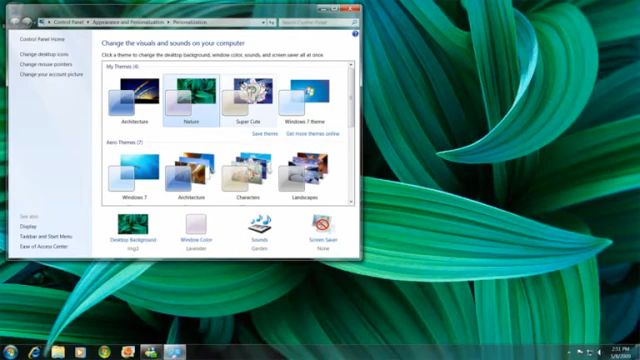 Control Panel ▸ Appearance and Personalization ▸ Personalization
Search Control Panel
Control Panel Home
Change desktop icons
Change mouse pointers
Change your account picture
Change the visuals and sounds on your computer
Click a theme to change the desktop background, window color, sounds, and screen saver all at once.
My Themes (4)
Architecture
Nature
Super Cute
Windows 7 theme
Save theme
Get more themes online
Aero Themes (7)
Windows 7
Architecture
Characters
Landscapes
See also
Display
Taskbar and Start Menu
Ease of Access Center
Desktop Background
img3
Window Color
Lavender
Sounds
Garden
Screen Saver
None
2:51 PM